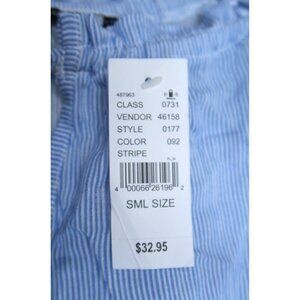 487963
CLASS 0731
VENDOR 46158
STYLE 0177
COLOR 092
STRIPE
4 00066 26196 2
SML SIZE
$32.95